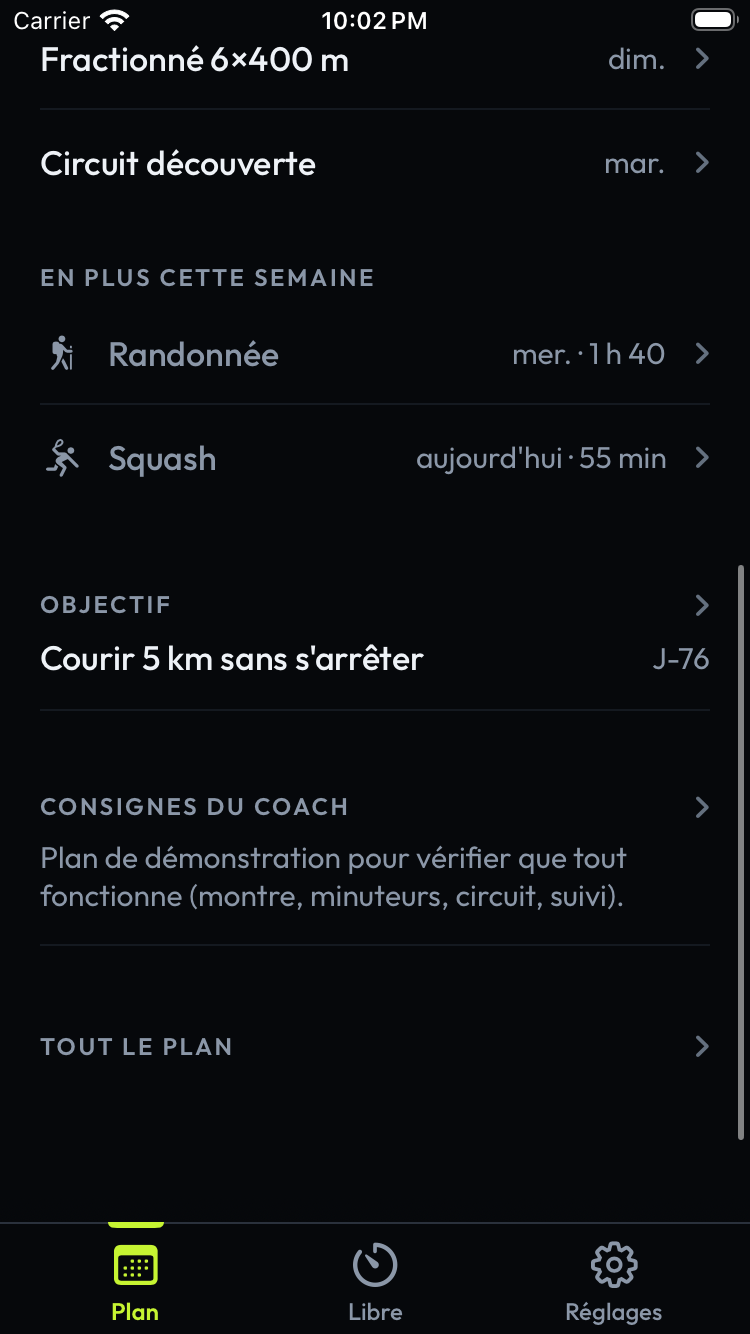 Carrier 10:02 PM
Fractionné 6×400 m dim.
Circuit découverte mar.
EN PLUS CETTE SEMAINE
Randonnée mer. · 1 h 40
Squash aujourd'hui · 55 min
OBJECTIF
Courir 5 km sans s'arrêter J-76
CONSIGNES DU COACH
Plan de démonstration pour vérifier que tout
fonctionne (montre, minuteurs, circuit, suivi).
TOUT LE PLAN
Plan Libre Réglages